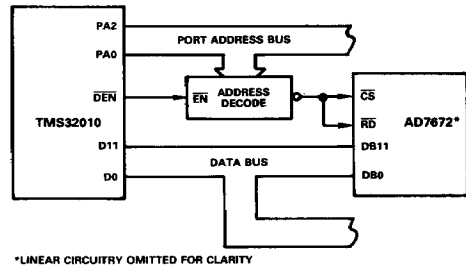 PA2
PORT ADDRESS BUS
PA0
DEN
EN
ADDRESS
DECODE
CS
TMS32010
RD
AD7672*
D11
DB11
DATA BUS
D0
DB0
*LINEAR CIRCUITRY OMITTED FOR CLARITY